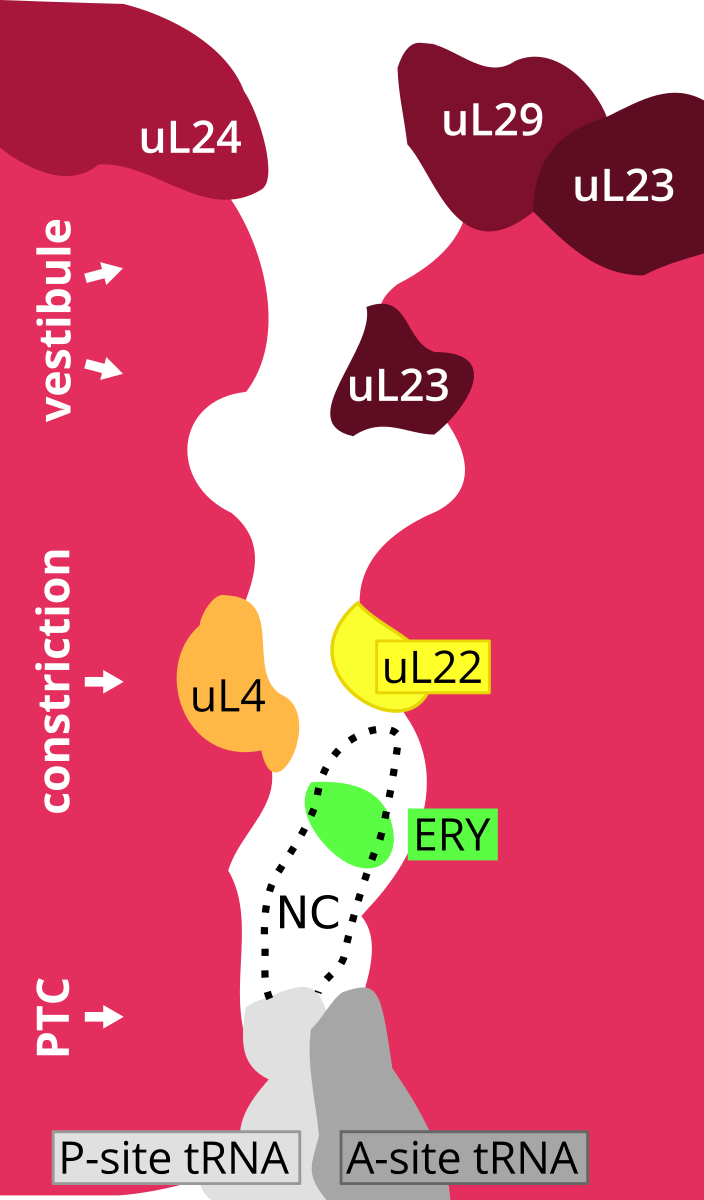 uL24
uL29
uL23
vestibule
uL23
constriction
uL22
uL4
ERY
NC
PTC
P-site tRNA
A-site tRNA